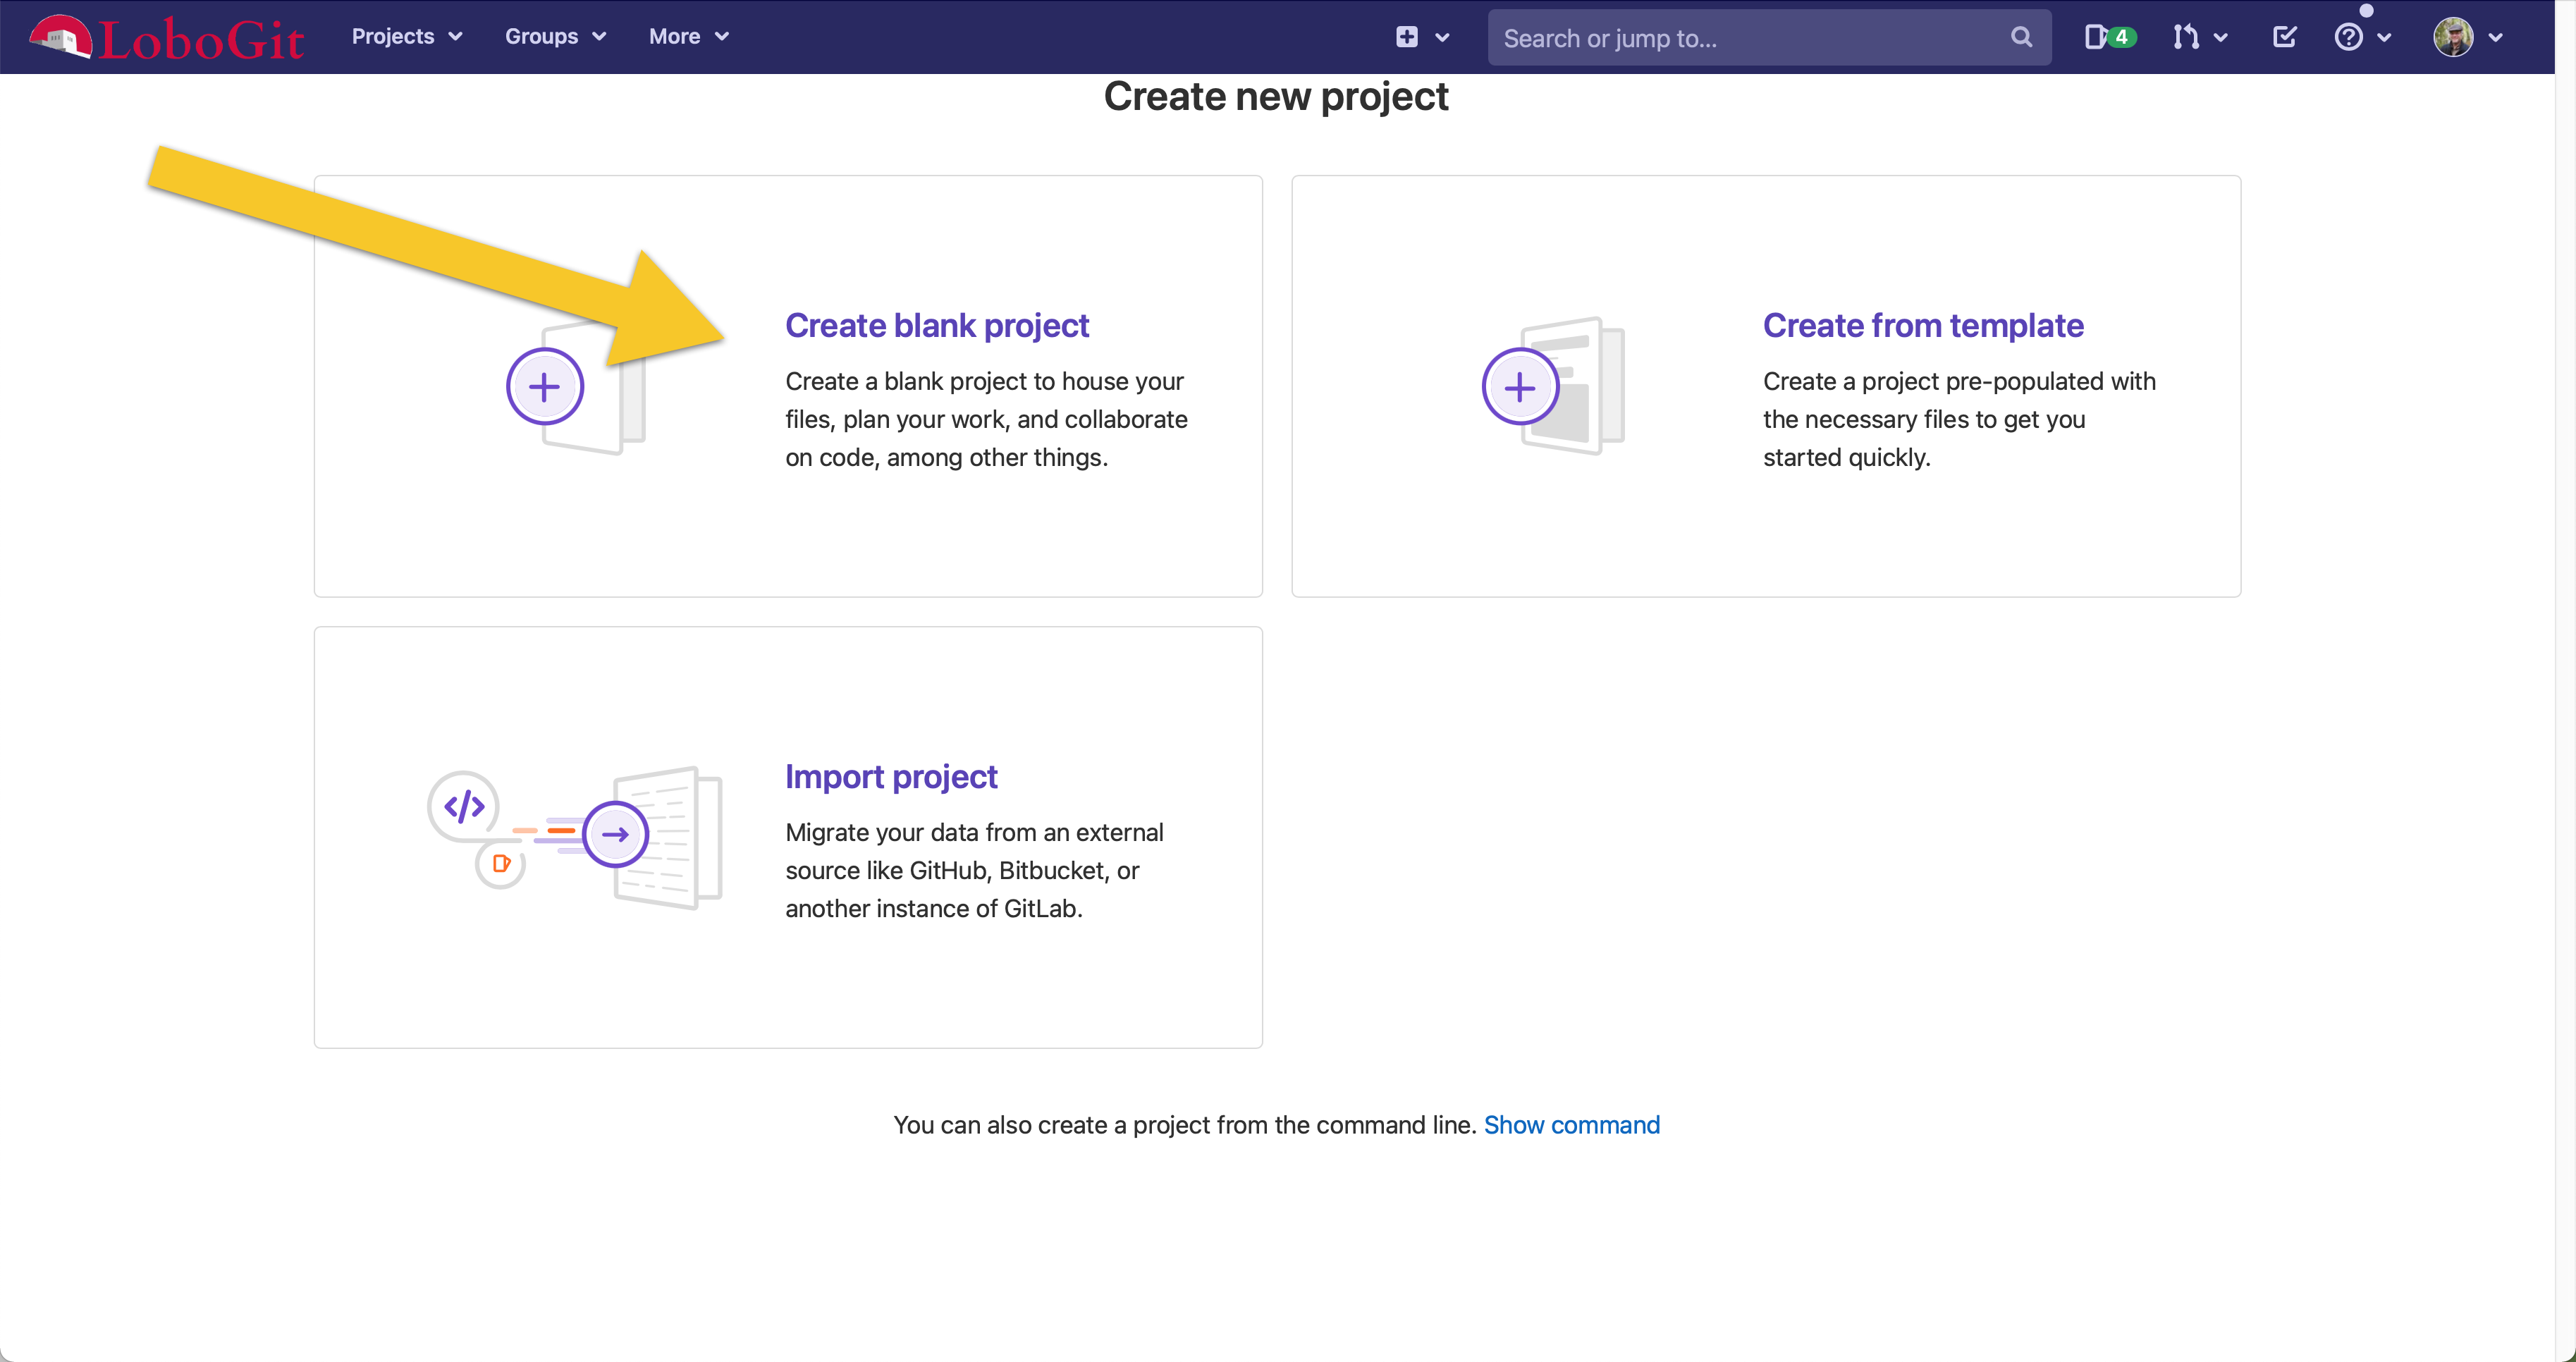 LoboGit Projects Groups More Search or jump to... 4
Create new project
Create blank project
Create a blank project to house your
files, plan your work, and collaborate
on code, among other things.
Create from template
Create a project pre-populated with
the necessary files to get you
started quickly.
Import project
Migrate your data from an external
source like GitHub, Bitbucket, or
another instance of GitLab.
You can also create a project from the command line. Show command